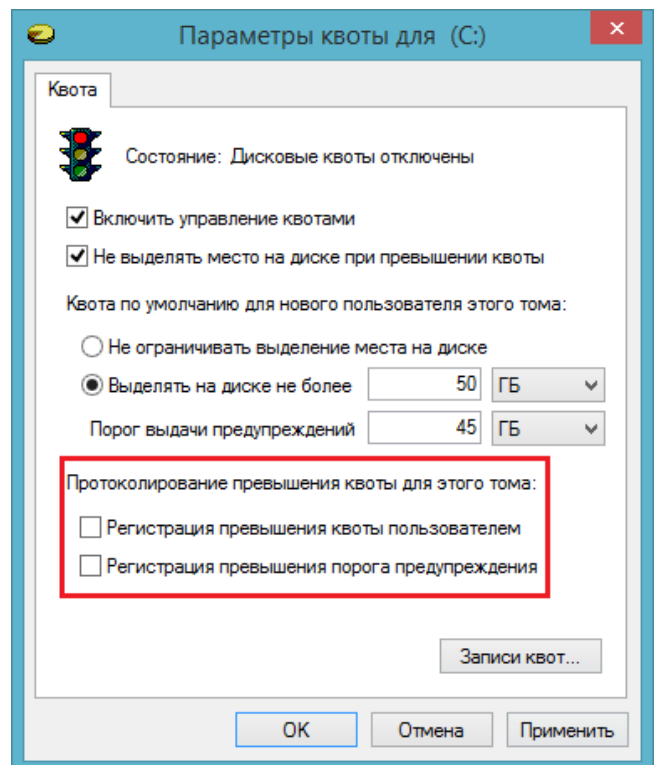 Параметры квоты для (C:)
Квота
Состояние: Дисковые квоты отключены
Включить управление квотами
Не выделять место на диске при превышении квоты
Квота по умолчанию для нового пользователя этого тома:
Не ограничивать выделение места на диске
Выделять на диске не более 50 ГБ
Порог выдачи предупреждений 45 ГБ
Протоколирование превышения квоты для этого тома:
Регистрация превышения квоты пользователем
Регистрация превышения порога предупреждения
Записи квот...
OK Отмена Применить